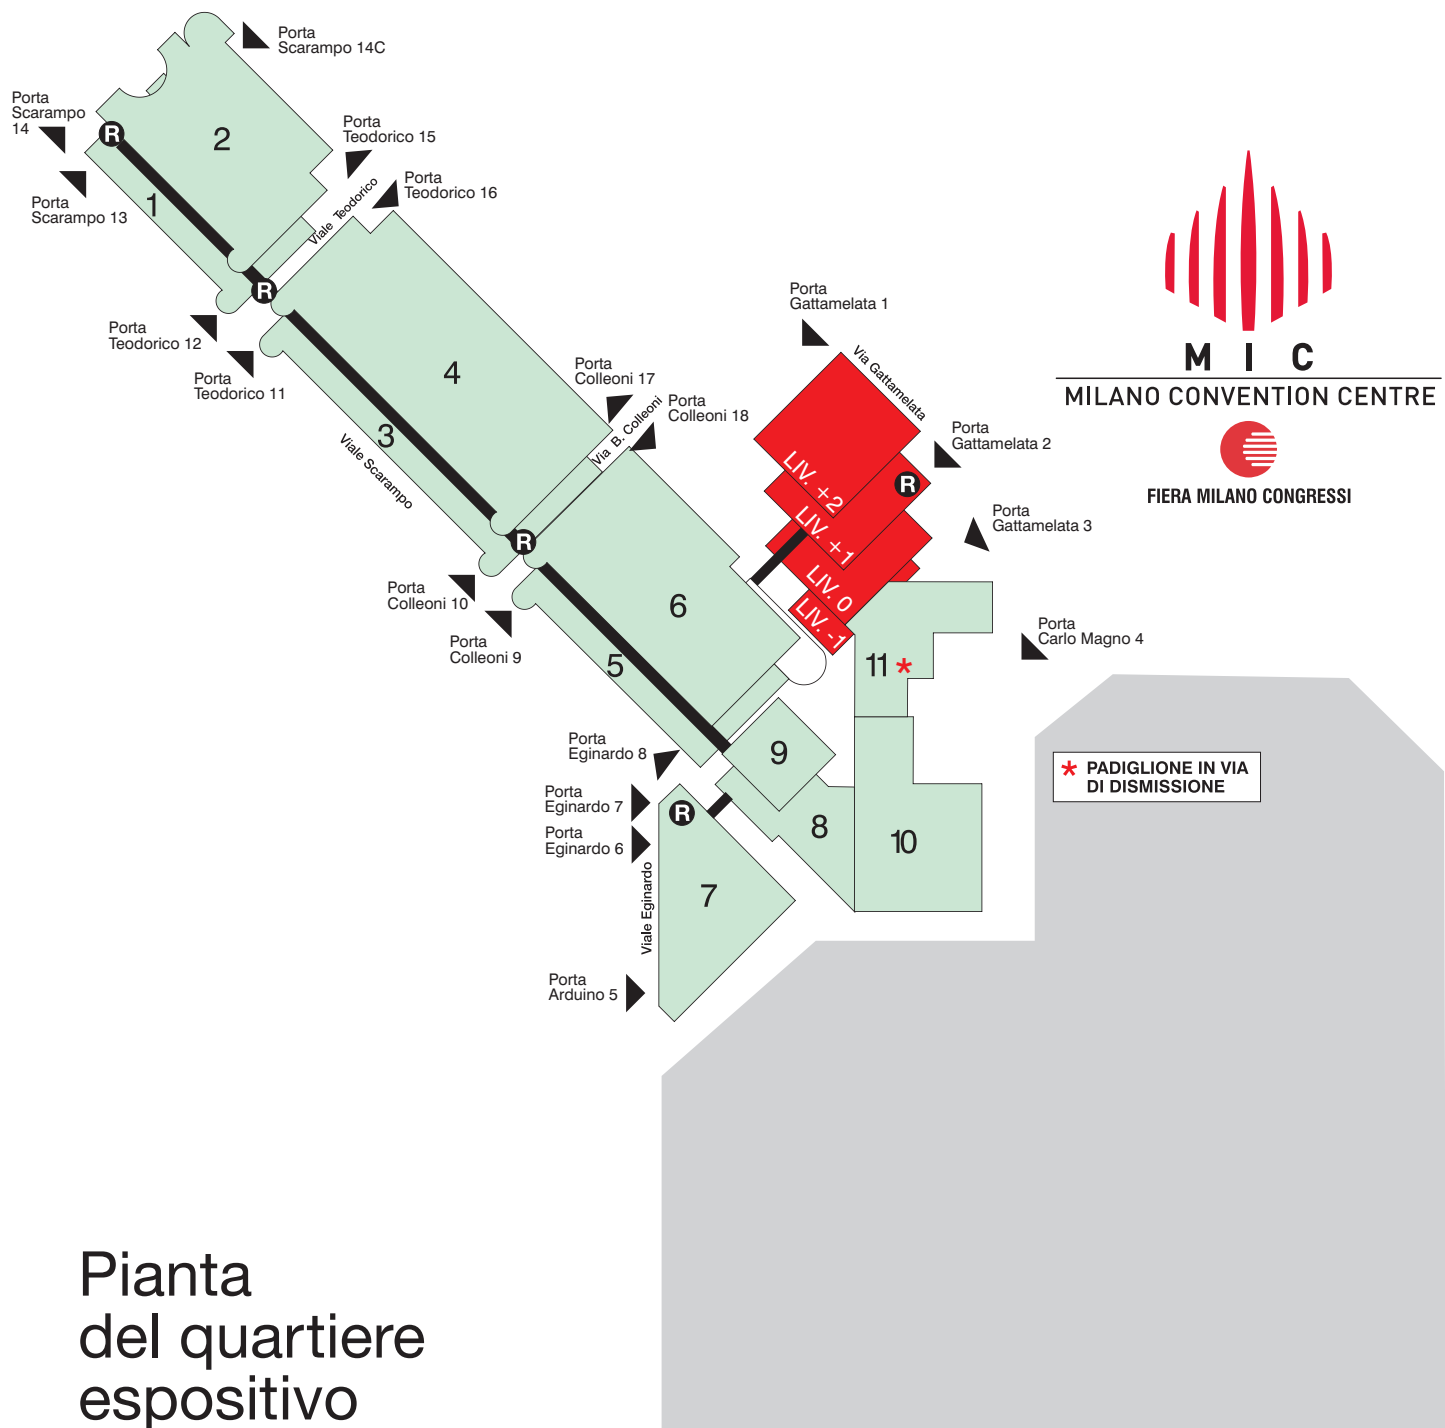 Porta
Scarampo 14C
Porta
Scarampo
14
R
2
Porta
Teodorico 15
Porta
Teodorico 16
Viale Teodorico
Porta
Scarampo 13
1
R
Porta
Teodorico 12
Porta
Teodorico 11
4
3
Viale Scarampo
Porta
Colleoni 17
Porta
Colleoni 18
Via B. Colleoni
Porta
Gattamelata 1
Via Gattamelata
Porta
Gattamelata 2
R
LIV. +2
LIV. +1
LIV. 0
LIV. -1
Porta
Gattamelata 3
M I C
MILANO CONVENTION CENTRE
FIERA MILANO CONGRESSI
R
Porta
Colleoni 10
Porta
Colleoni 9
6
5
Porta
Carlo Magno 4
11 *
* PADIGLIONE IN VIA
DI DISMISSIONE
Porta
Eginardo 8
9
Porta
Eginardo 7
R
8
10
Porta
Eginardo 6
Viale Eginardo
7
Porta
Arduino 5
Pianta
del quartiere
espositivo